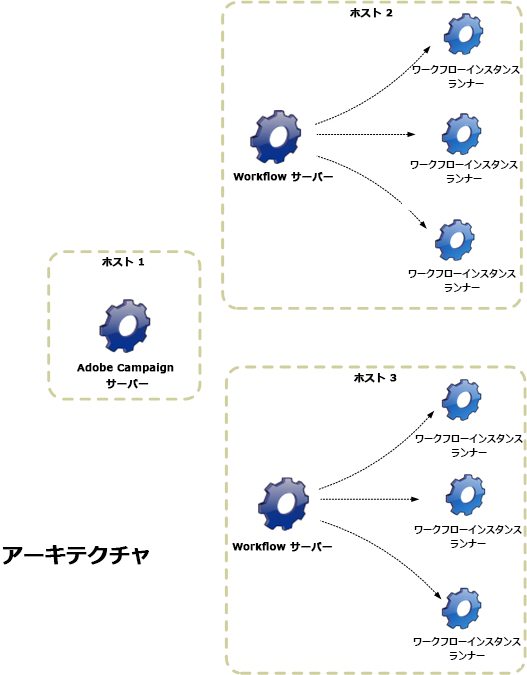 ホスト 2
ワークフローインスタンス
ランナー
Workflow サーバー
ワークフローインスタンス
ランナー
ワークフローインスタンス
ランナー
ホスト 1
Adobe Campaign
サーバー
ホスト 3
ワークフローインスタンス
ランナー
Workflow サーバー
ワークフローインスタンス
ランナー
ワークフローインスタンス
ランナー
アーキテクチャ